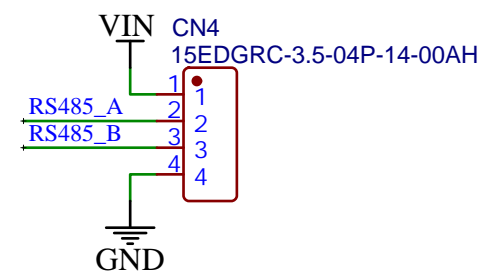 VIN
CN4
15EDGRC-3.5-04P-14-00AH
1
1
RS485_A
2
2
RS485_B
3
3
4
4
GND